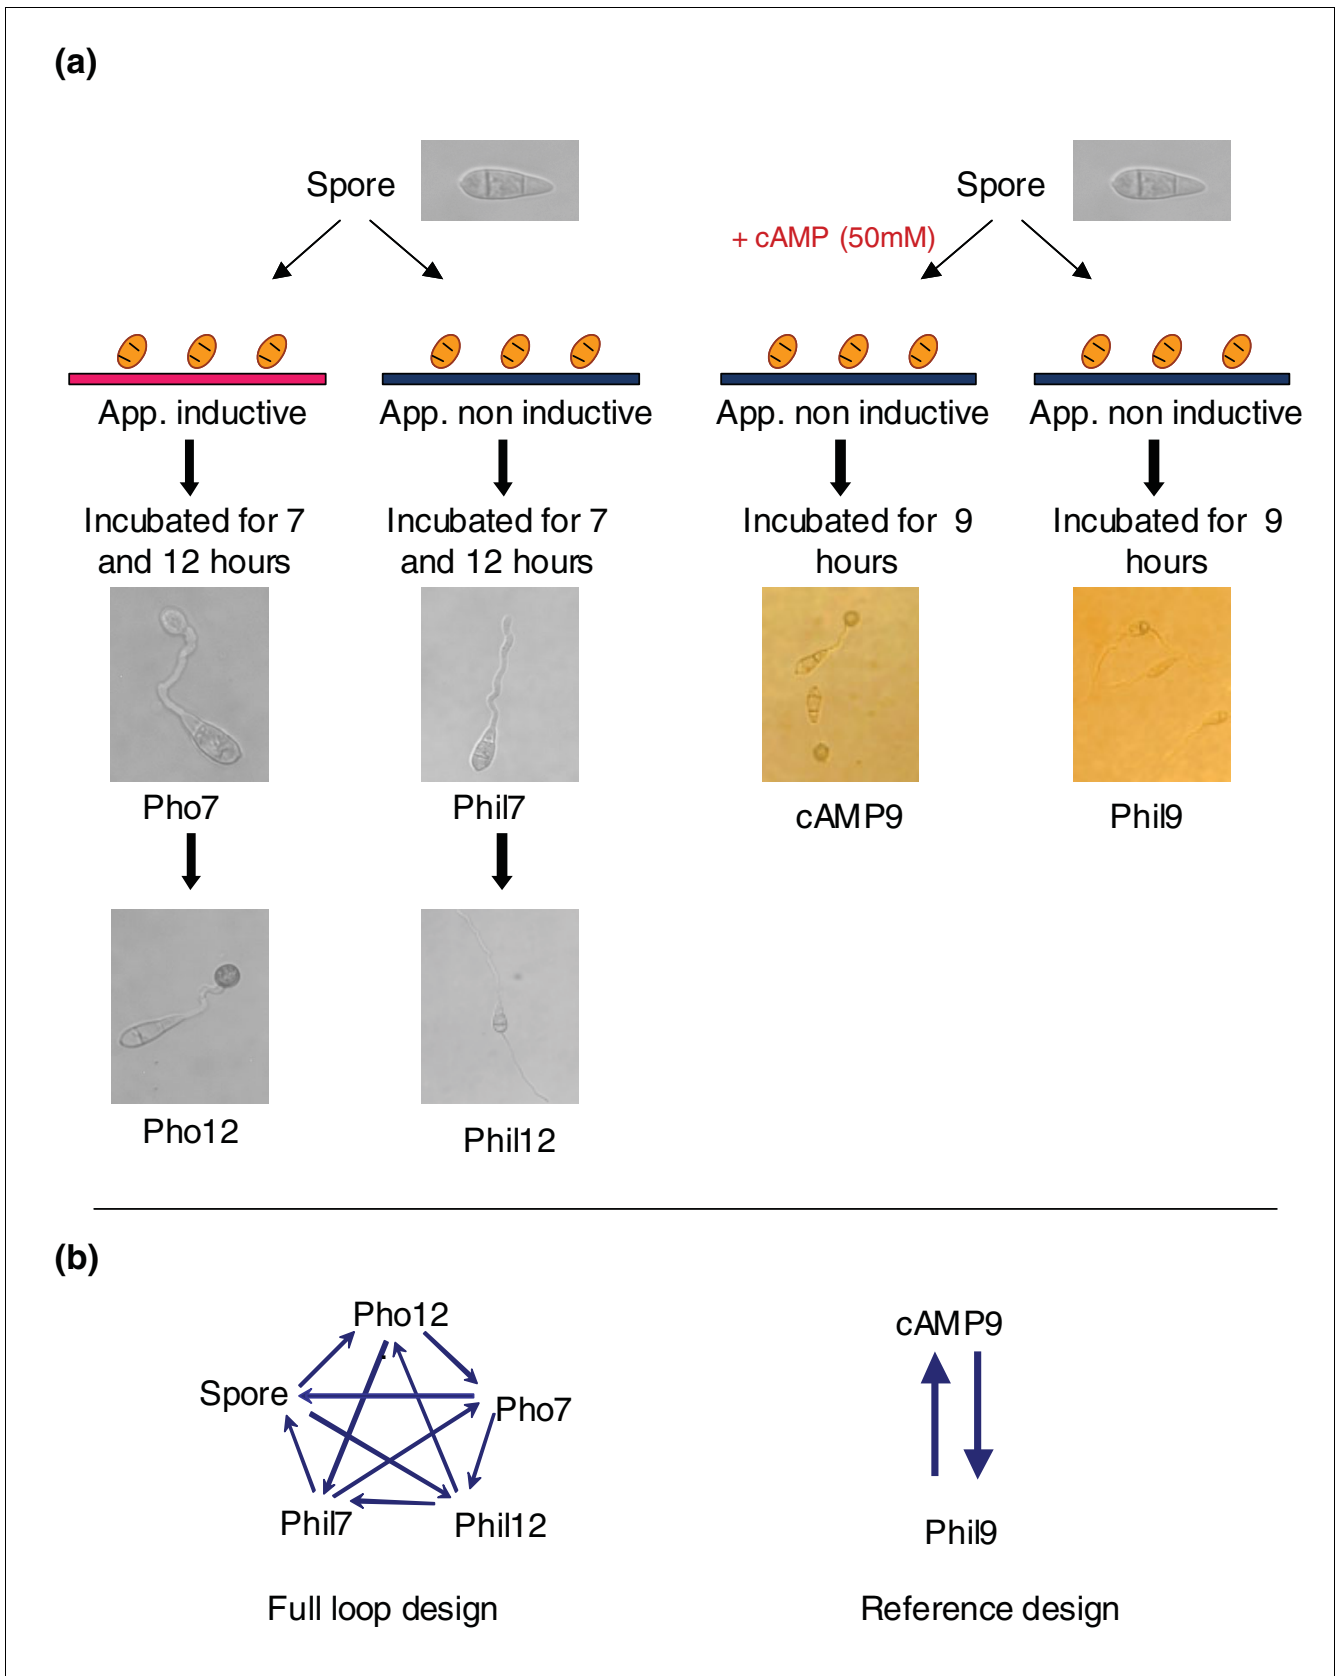 (a)
Spore
Spore
+ cAMP (50mM)
App. inductive
App. non inductive
App. non inductive
App. non inductive
Incubated for 7
and 12 hours
Incubated for 7
and 12 hours
Incubated for 9
hours
Incubated for 9
hours
Pho7
Phil7
cAMP9
Phil9
Pho12
Phil12
(b)
Pho12
Spore
Pho7
Phil7
Phil12
Full loop design
cAMP9
Phil9
Reference design